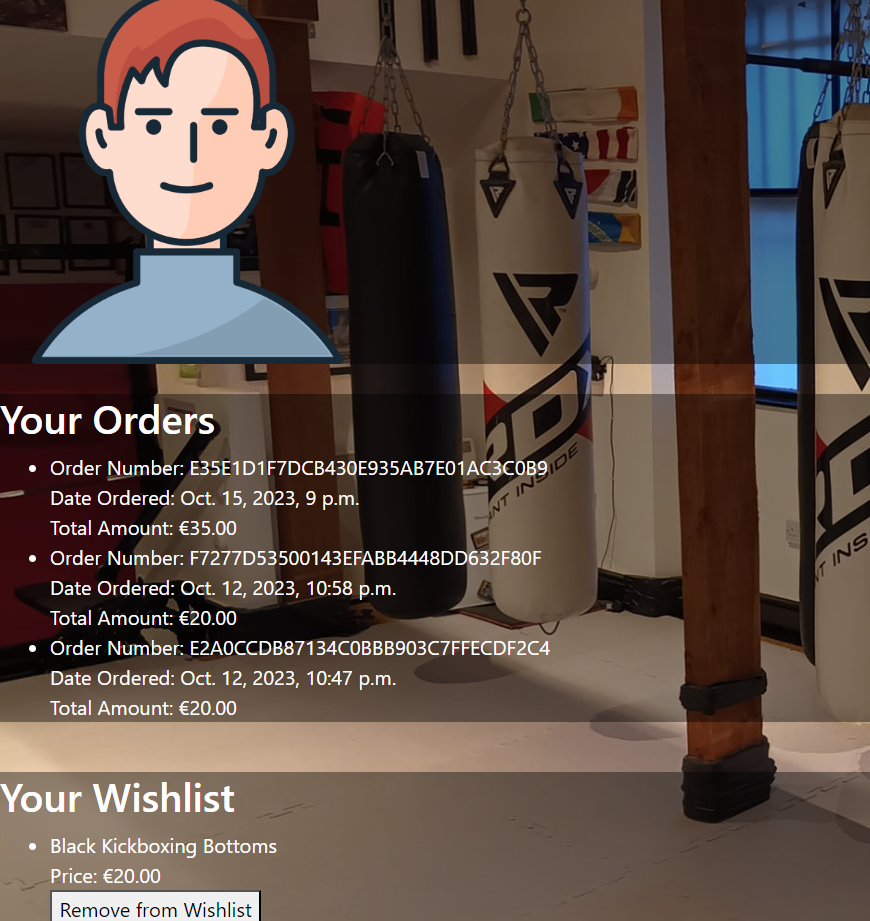 Your Orders
Order Number: E35E1D1F7DCB430E935AB7E01AC3C0B9
Date Ordered: Oct. 15, 2023, 9 p.m.
Total Amount: €35.00
Order Number: F7277D53500143EFABB4448DD632F80F
Date Ordered: Oct. 12, 2023, 10:58 p.m.
Total Amount: €20.00
Order Number: E2A0CCDB87134C0BBB903C7FFECDF2C4
Date Ordered: Oct. 12, 2023, 10:47 p.m.
Total Amount: €20.00
Your Wishlist
Black Kickboxing Bottoms
Price: €20.00
Remove from Wishlist
RDX
INSIDE